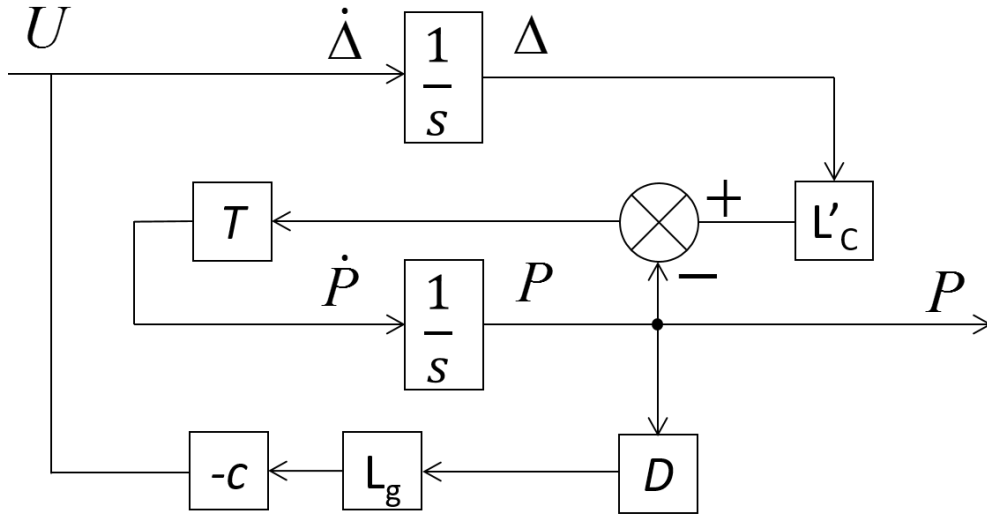 U Δ̇ 1/s Δ
T + L'C
−
Ṗ 1/s P P
-c Lg D